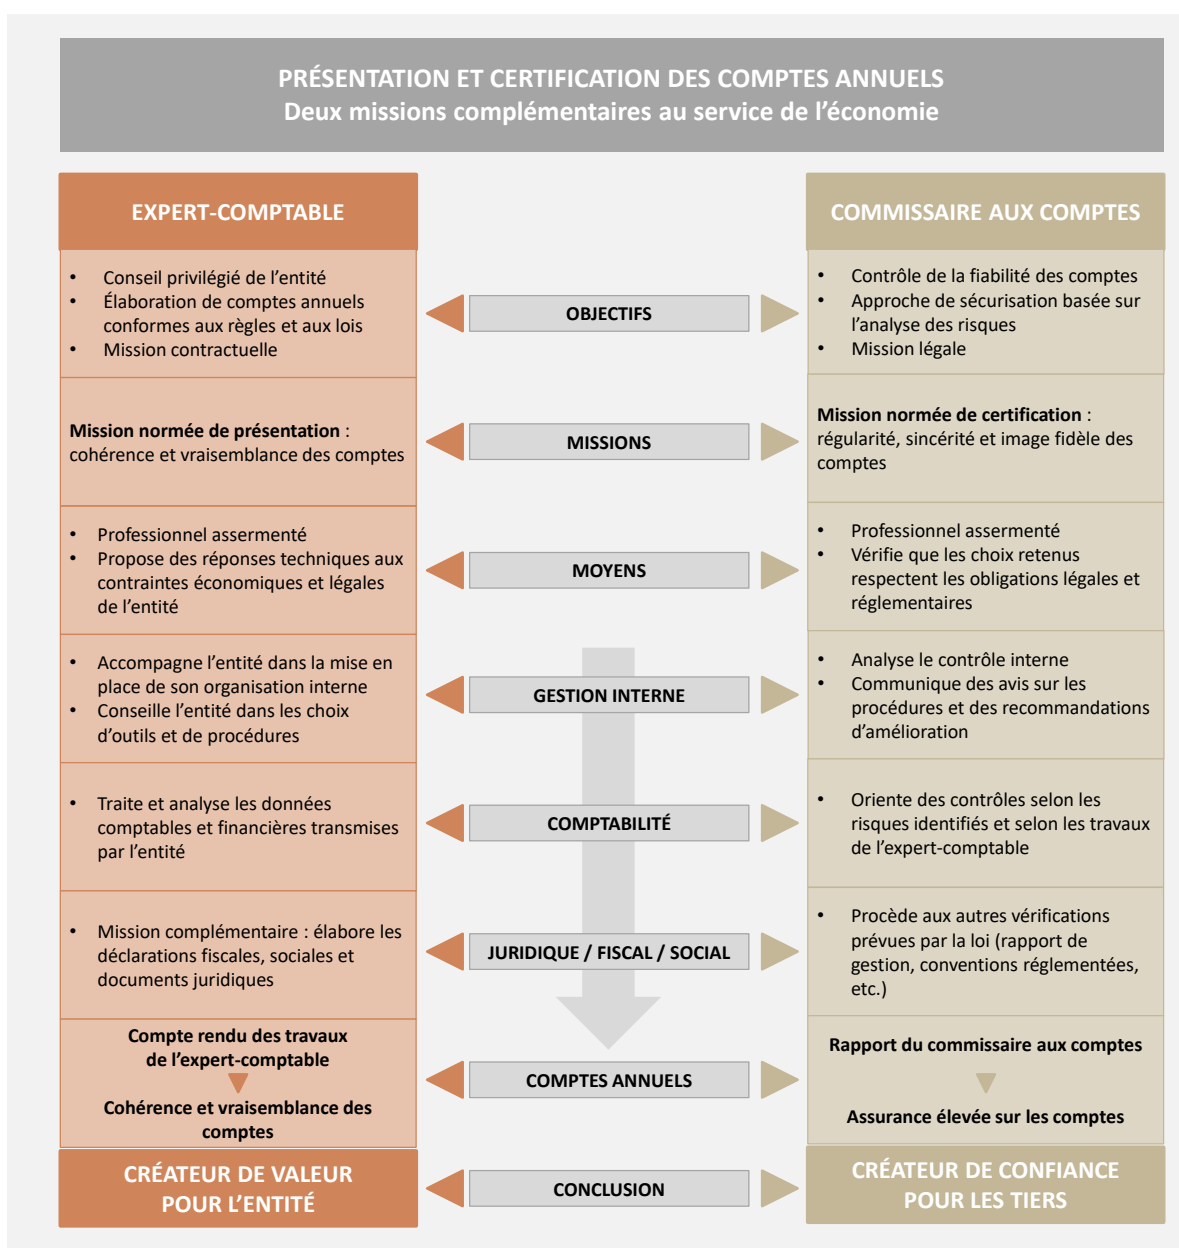 PRÉSENTATION ET CERTIFICATION DES COMPTES ANNUELS
Deux missions complémentaires au service de l’économie
EXPERT-COMPTABLE
COMMISSAIRE AUX COMPTES
• Conseil privilégié de l’entité
• Élaboration de comptes annuels
conformes aux règles et aux lois
• Mission contractuelle
OBJECTIFS
• Contrôle de la fiabilité des comptes
• Approche de sécurisation basée sur
l’analyse des risques
• Mission légale
Mission normée de présentation :
cohérence et vraisemblance des comptes
MISSIONS
Mission normée de certification :
régularité, sincérité et image fidèle des
comptes
• Professionnel assermenté
• Propose des réponses techniques aux
contraintes économiques et légales
de l’entité
MOYENS
• Professionnel assermenté
• Vérifie que les choix retenus
respectent les obligations légales et
réglementaires
• Accompagne l’entité dans la mise en
place de son organisation interne
• Conseille l’entité dans les choix
d’outils et de procédures
GESTION INTERNE
• Analyse le contrôle interne
• Communique des avis sur les
procédures et des recommandations
d’amélioration
• Traite et analyse les données
comptables et financières transmises
par l’entité
COMPTABILITÉ
• Oriente des contrôles selon les
risques identifiés et selon les travaux
de l’expert-comptable
• Mission complémentaire : élabore les
déclarations fiscales, sociales et
documents juridiques
JURIDIQUE / FISCAL / SOCIAL
• Procède aux autres vérifications
prévues par la loi (rapport de
gestion, conventions réglementées,
etc.)
Compte rendu des travaux
de l’expert-comptable
Cohérence et vraisemblance des
comptes
COMPTES ANNUELS
Rapport du commissaire aux comptes
Assurance élevée sur les comptes
CRÉATEUR DE VALEUR
POUR L’ENTITÉ
CONCLUSION
CRÉATEUR DE CONFIANCE
POUR LES TIERS